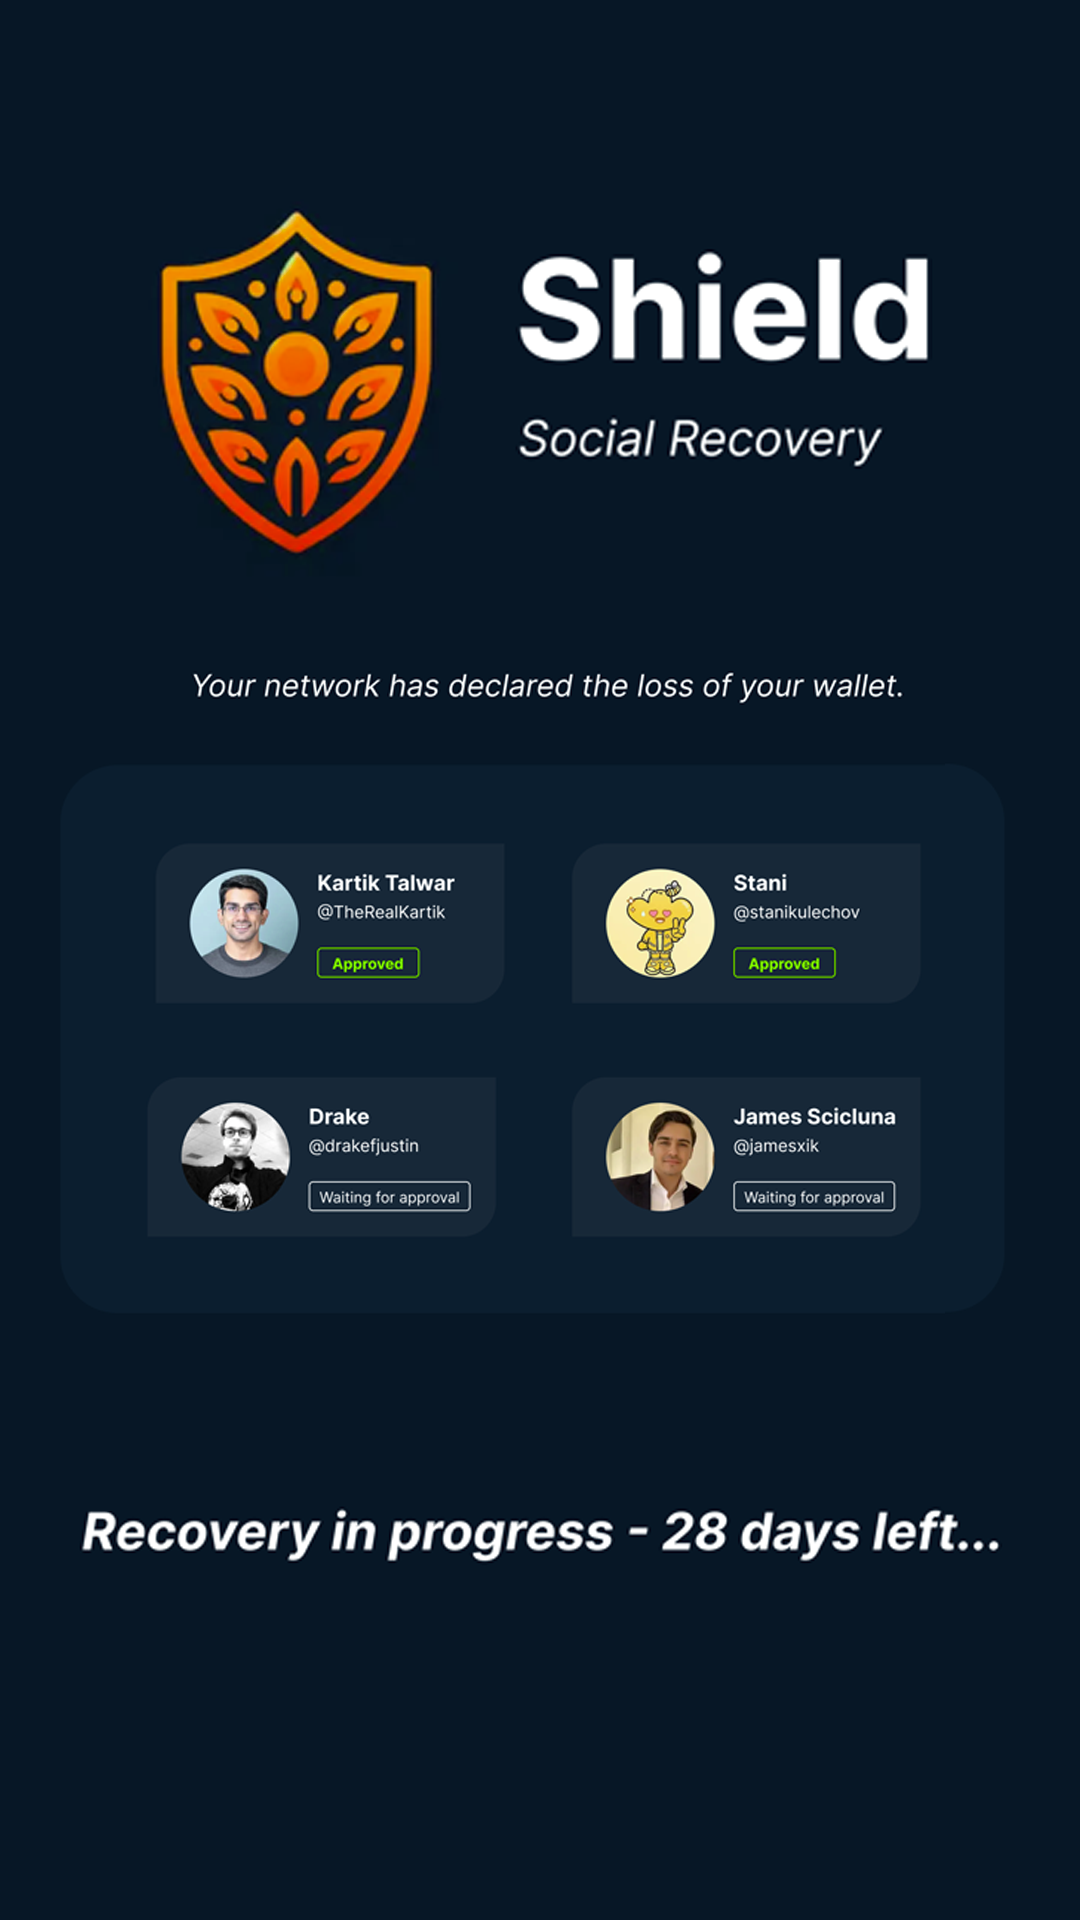 Shield
Social Recovery
Your network has declared the loss of your wallet.
Kartik Talwar
@TheRealKartik
Approved
Stani
@stanikulechov
Approved
Drake
@drakefjustin
Waiting for approval
James Scicluna
@jamesxik
Waiting for approval
Recovery in progress - 28 days left...